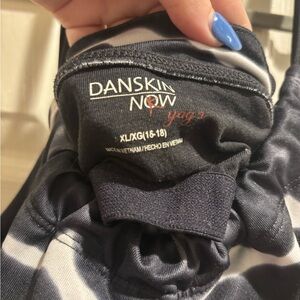 DANSKIN
NOW
yoga
XL/XG(16-18)
MADE IN VIETNAM / HECHO EN VIETNAM